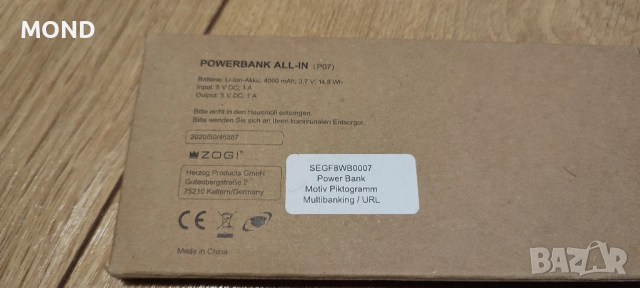 MOND
POWERBANK ALL-IN (P07)
Batterie: Li-Ion-Akku, 4000 mAh; 3,7 V; 14,8 Wh
Input: 5 V DC; 1 A
Output: 5 V DC; 1 A
Bitte nicht in den Hausmüll entsorgen.
Bitte wenden Sie sich an Ihren kommunalen Entsorger.
2020/50/46387
ZOGI
Herzog Products GmbH
Gutenbergstraße 2
75210 Keltern/Germany
SEGF8WB0007
Power Bank
Motiv Piktogramm
Multibanking / URL
CE
Made in China
bazar